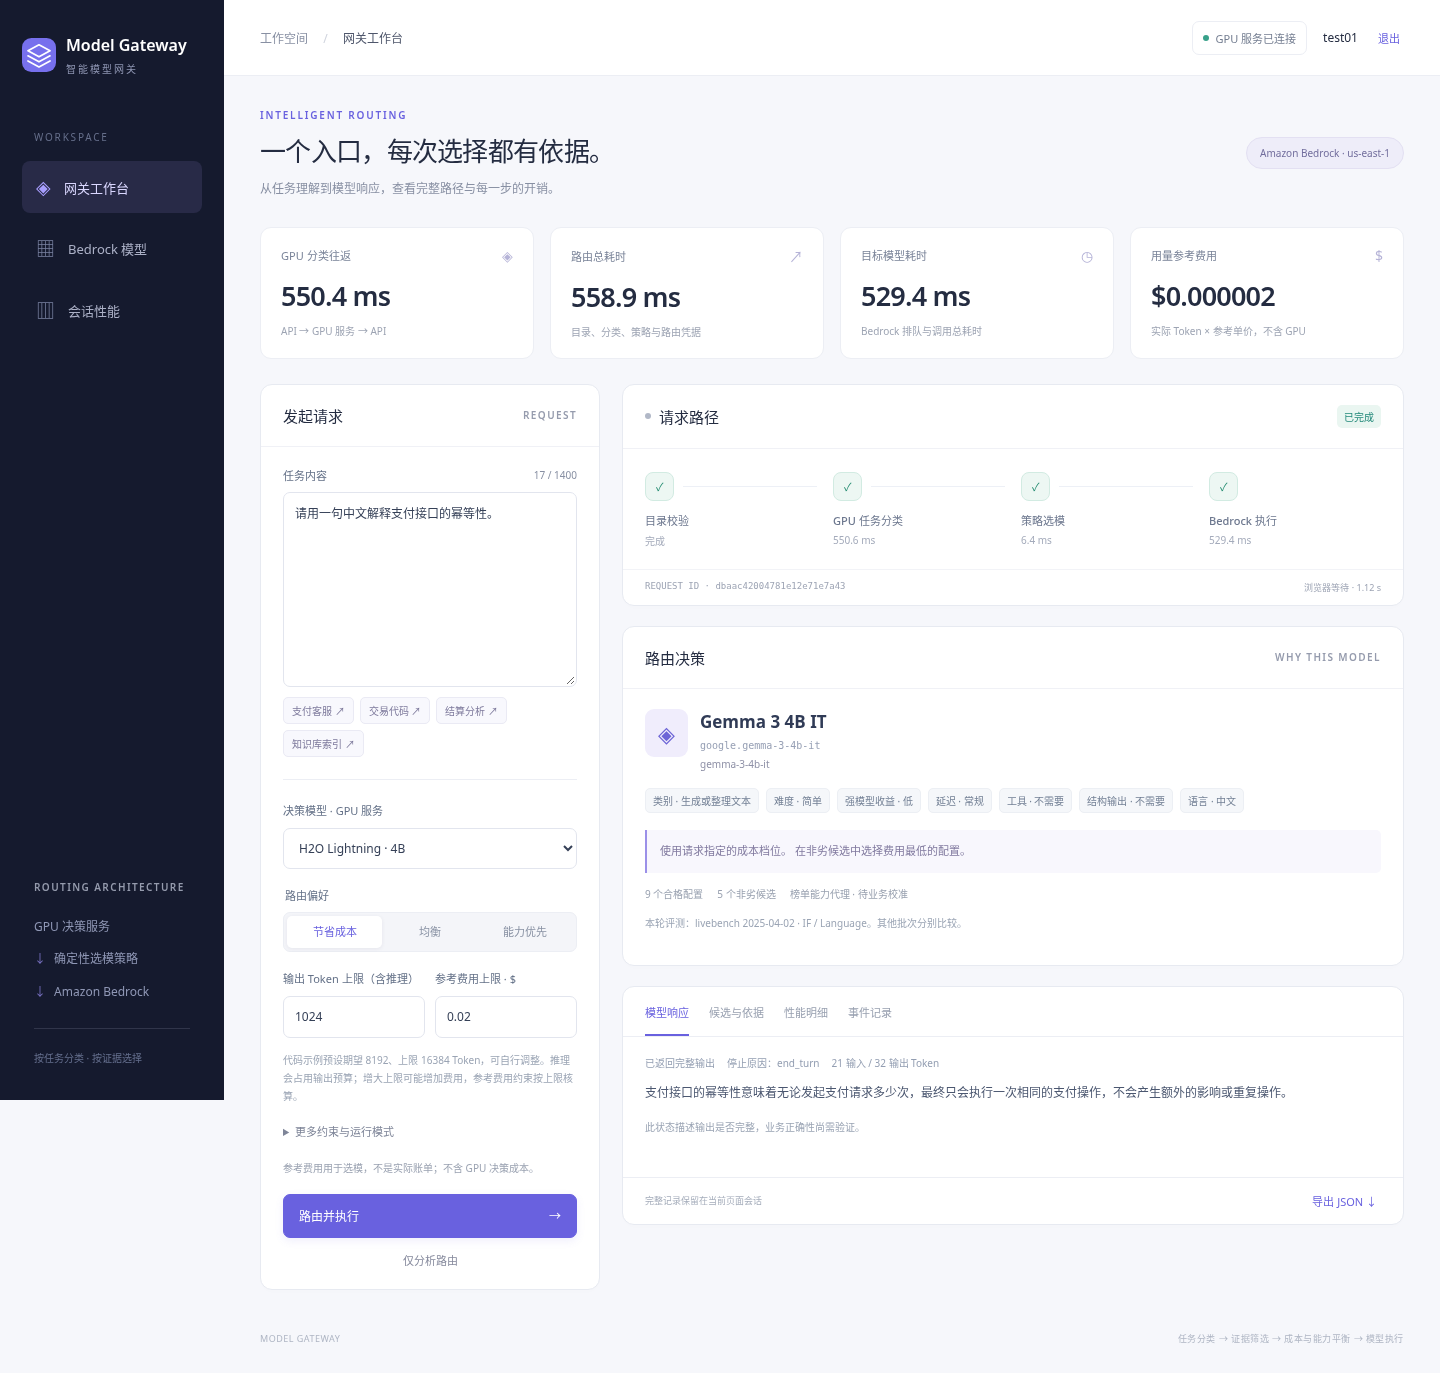 Model Gateway
智能模型网关
WORKSPACE
网关工作台
Bedrock 模型
会话性能
ROUTING ARCHITECTURE
GPU 决策服务
↓ 确定性选模策略
↓ Amazon Bedrock
按任务分类 · 按证据选择
工作空间 / 网关工作台
GPU 服务已连接 test01 退出
INTELLIGENT ROUTING
一个入口，每次选择都有依据。
从任务理解到模型响应，查看完整路径与每一步的开销。
Amazon Bedrock · us-east-1
GPU 分类往返
550.4 ms
API → GPU 服务 → API
路由总耗时 ↗
558.9 ms
目录、分类、策略与路由凭据
目标模型耗时
529.4 ms
Bedrock 排队与调用总耗时
用量参考费用 $
$0.000002
实际 Token × 参考单价，不含 GPU
发起请求 REQUEST
任务内容 17 / 1400
请用一句中文解释支付接口的幂等性。
支付客服 ↗ 交易代码 ↗ 结算分析 ↗
知识库索引 ↗
决策模型 · GPU 服务
H2O Lightning · 4B
路由偏好
节省成本 均衡 能力优先
输出 Token 上限（含推理） 参考费用上限 · $
1024 0.02
代码示例预设期望 8192、上限 16384 Token，可自行调整。推理
会占用输出预算；增大上限可能增加费用，参考费用约束按上限核
算。
▶ 更多约束与运行模式
参考费用用于选模，不是实际账单；不含 GPU 决策成本。
路由并执行 →
仅分析路由
请求路径 已完成
✓ ✓ ✓ ✓
目录校验 GPU 任务分类 策略选模 Bedrock 执行
完成 550.6 ms 6.4 ms 529.4 ms
REQUEST ID · dbaac42004781e12e71e7a43 浏览器等待 · 1.12 s
路由决策 WHY THIS MODEL
Gemma 3 4B IT
google.gemma-3-4b-it
gemma-3-4b-it
类别 · 生成或整理文本 难度 · 简单 强模型收益 · 低 延迟 · 常规 工具 · 不需要 结构输出 · 不需要 语言 · 中文
使用请求指定的成本档位。 在非劣候选中选择费用最低的配置。
9 个合格配置 5 个非劣候选 榜单能力代理 · 待业务校准
本轮评测：livebench 2025-04-02 · IF / Language。其他批次分别比较。
模型响应 候选与依据 性能明细 事件记录
已返回完整输出 停止原因：end_turn 21 输入 / 32 输出 Token
支付接口的幂等性意味着无论发起支付请求多少次，最终只会执行一次相同的支付操作，不会产生额外的影响或重复操作。
此状态描述输出是否完整，业务正确性尚需验证。
完整记录保留在当前页面会话 导出 JSON ↓
MODEL GATEWAY 任务分类 → 证据筛选 → 成本与能力平衡 → 模型执行